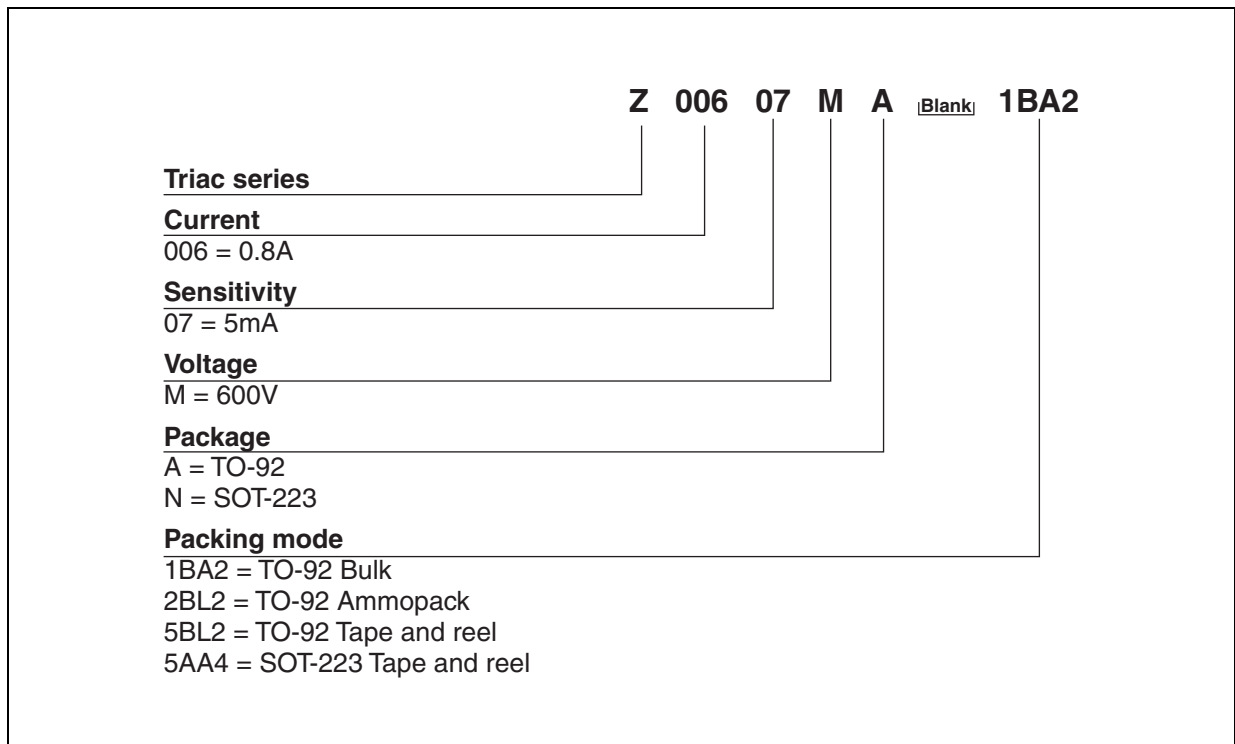 Z 006 07 M A Blank 1BA2
Triac series
Current
006 = 0.8A
Sensitivity
07 = 5mA
Voltage
M = 600V
Package
A = TO-92
N = SOT-223
Packing mode
1BA2 = TO-92 Bulk
2BL2 = TO-92 Ammopack
5BL2 = TO-92 Tape and reel
5AA4 = SOT-223 Tape and reel